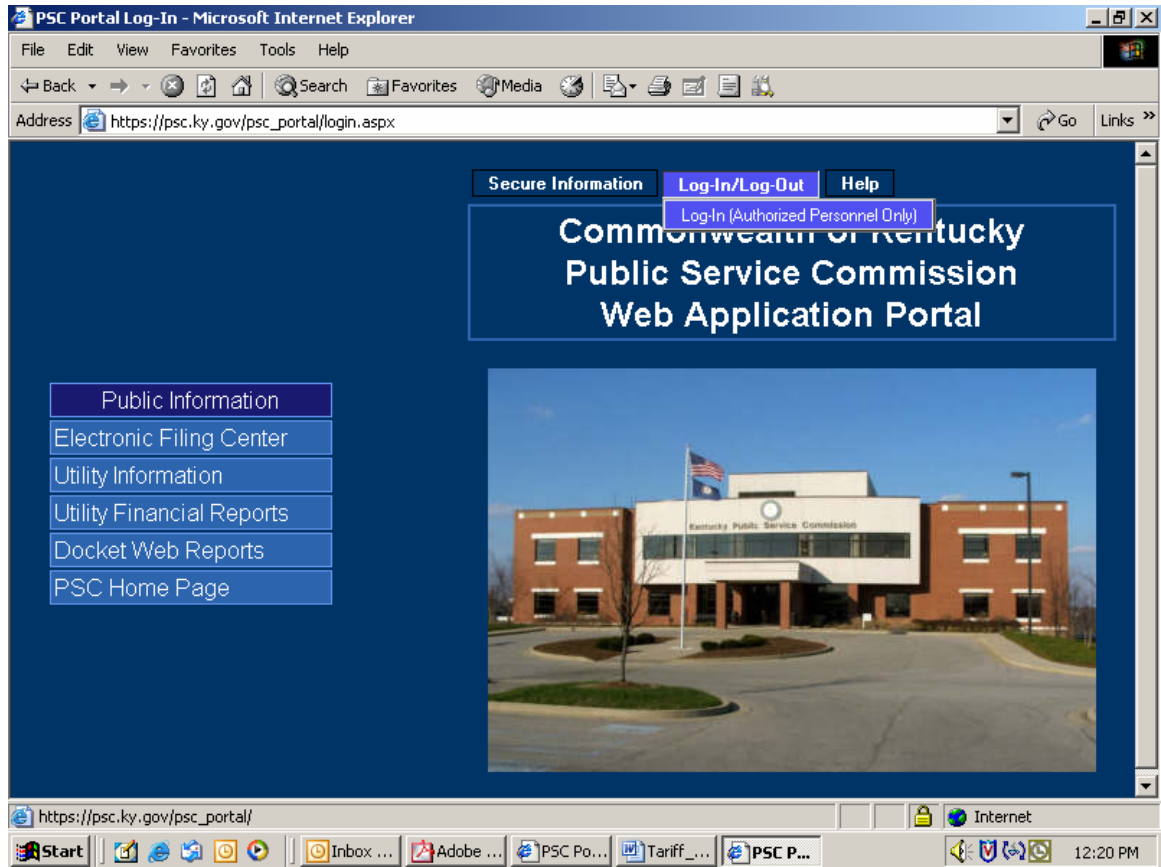 PSC Portal Log-In - Microsoft Internet Explorer
File Edit View Favorites Tools Help
Back Search Favorites Media
Address https://psc.ky.gov/psc_portal/login.aspx Go Links »
Secure Information Log-In/Log-Out Help
Log-In (Authorized Personnel Only)
Commonwealth of Kentucky
Public Service Commission
Web Application Portal
Public Information
Electronic Filing Center
Utility Information
Utility Financial Reports
Docket Web Reports
PSC Home Page
Kentucky Public Service Commission
https://psc.ky.gov/psc_portal/ Internet
Start Inbox ... Adobe ... PSC Po... Tariff_... PSC P... 12:20 PM